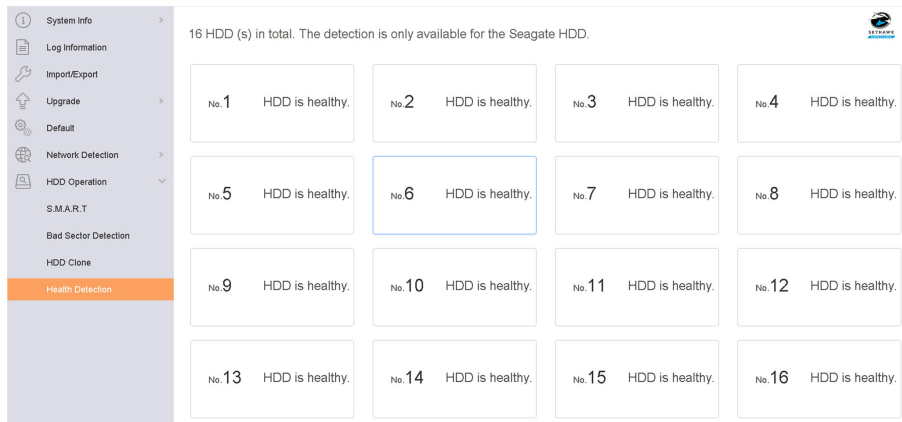 System Info
Log Information
Import/Export
Upgrade
Default
Network Detection
HDD Operation
S.M.A.R.T
Bad Sector Detection
HDD Clone
Health Detection
16 HDD (s) in total. The detection is only available for the Seagate HDD.
SKYHAWK
No.1 HDD is healthy.
No.2 HDD is healthy.
No.3 HDD is healthy.
No.4 HDD is healthy.
No.5 HDD is healthy.
No.6 HDD is healthy.
No.7 HDD is healthy.
No.8 HDD is healthy.
No.9 HDD is healthy.
No.10 HDD is healthy.
No.11 HDD is healthy.
No.12 HDD is healthy.
No.13 HDD is healthy.
No.14 HDD is healthy.
No.15 HDD is healthy.
No.16 HDD is healthy.